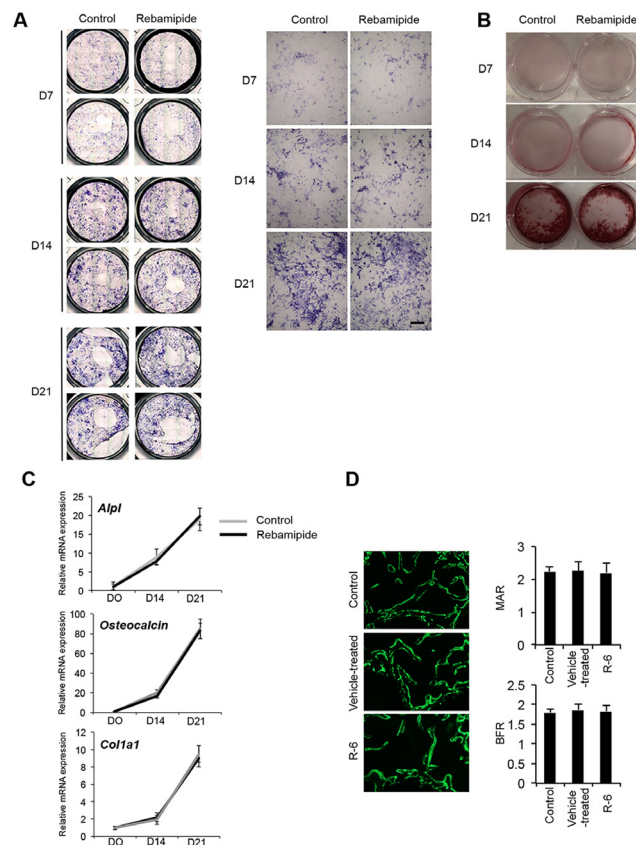 A
Control Rebamipide
D7
D14
D21
Control Rebamipide
D7
D14
D21
B
Control Rebamipide
D7
D14
D21
C
Relative mRNA expression
Alpl
25
20
15
10
5
0
DO D14 D21
Control
Rebamipide
Relative mRNA expression
Osteocalcin
100
80
60
40
20
0
DO D14 D21
Relative mRNA expression
Col1a1
12
10
8
6
4
2
0
DO D14 D21
D
Control
Vehicle-treated
R-6
MAR
3
2
1
0
Control
Vehicle
-treated
R-6
BFR
2.5
2
1.5
1
0.5
0
Control
Vehicle
-treated
R-6